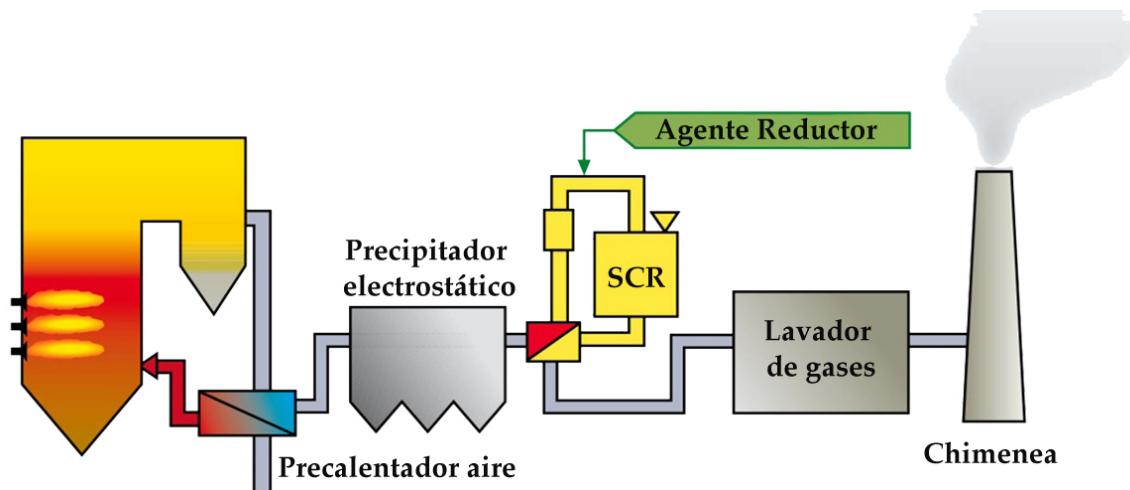 Agente Reductor
Precipitador
electrostático
SCR
Lavador
de gases
Precalentador aire
Chimenea